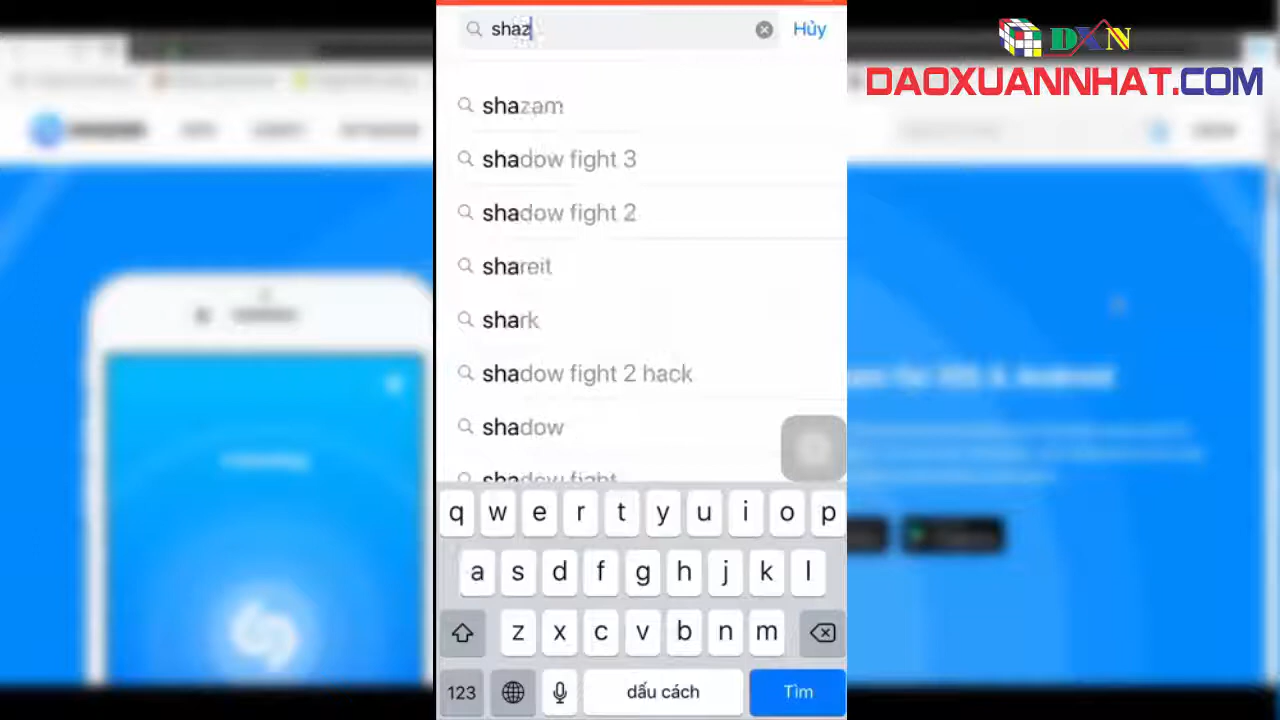 shaz
Hủy
DXN
DAOXUANNHAT.COM
shazam
shadow fight 3
shadow fight 2
shareit
shark
shadow fight 2 hack
shadow
shadow fight
q w e r t y u i o p
a s d f g h j k l
z x c v b n m
123
dấu cách
Tìm